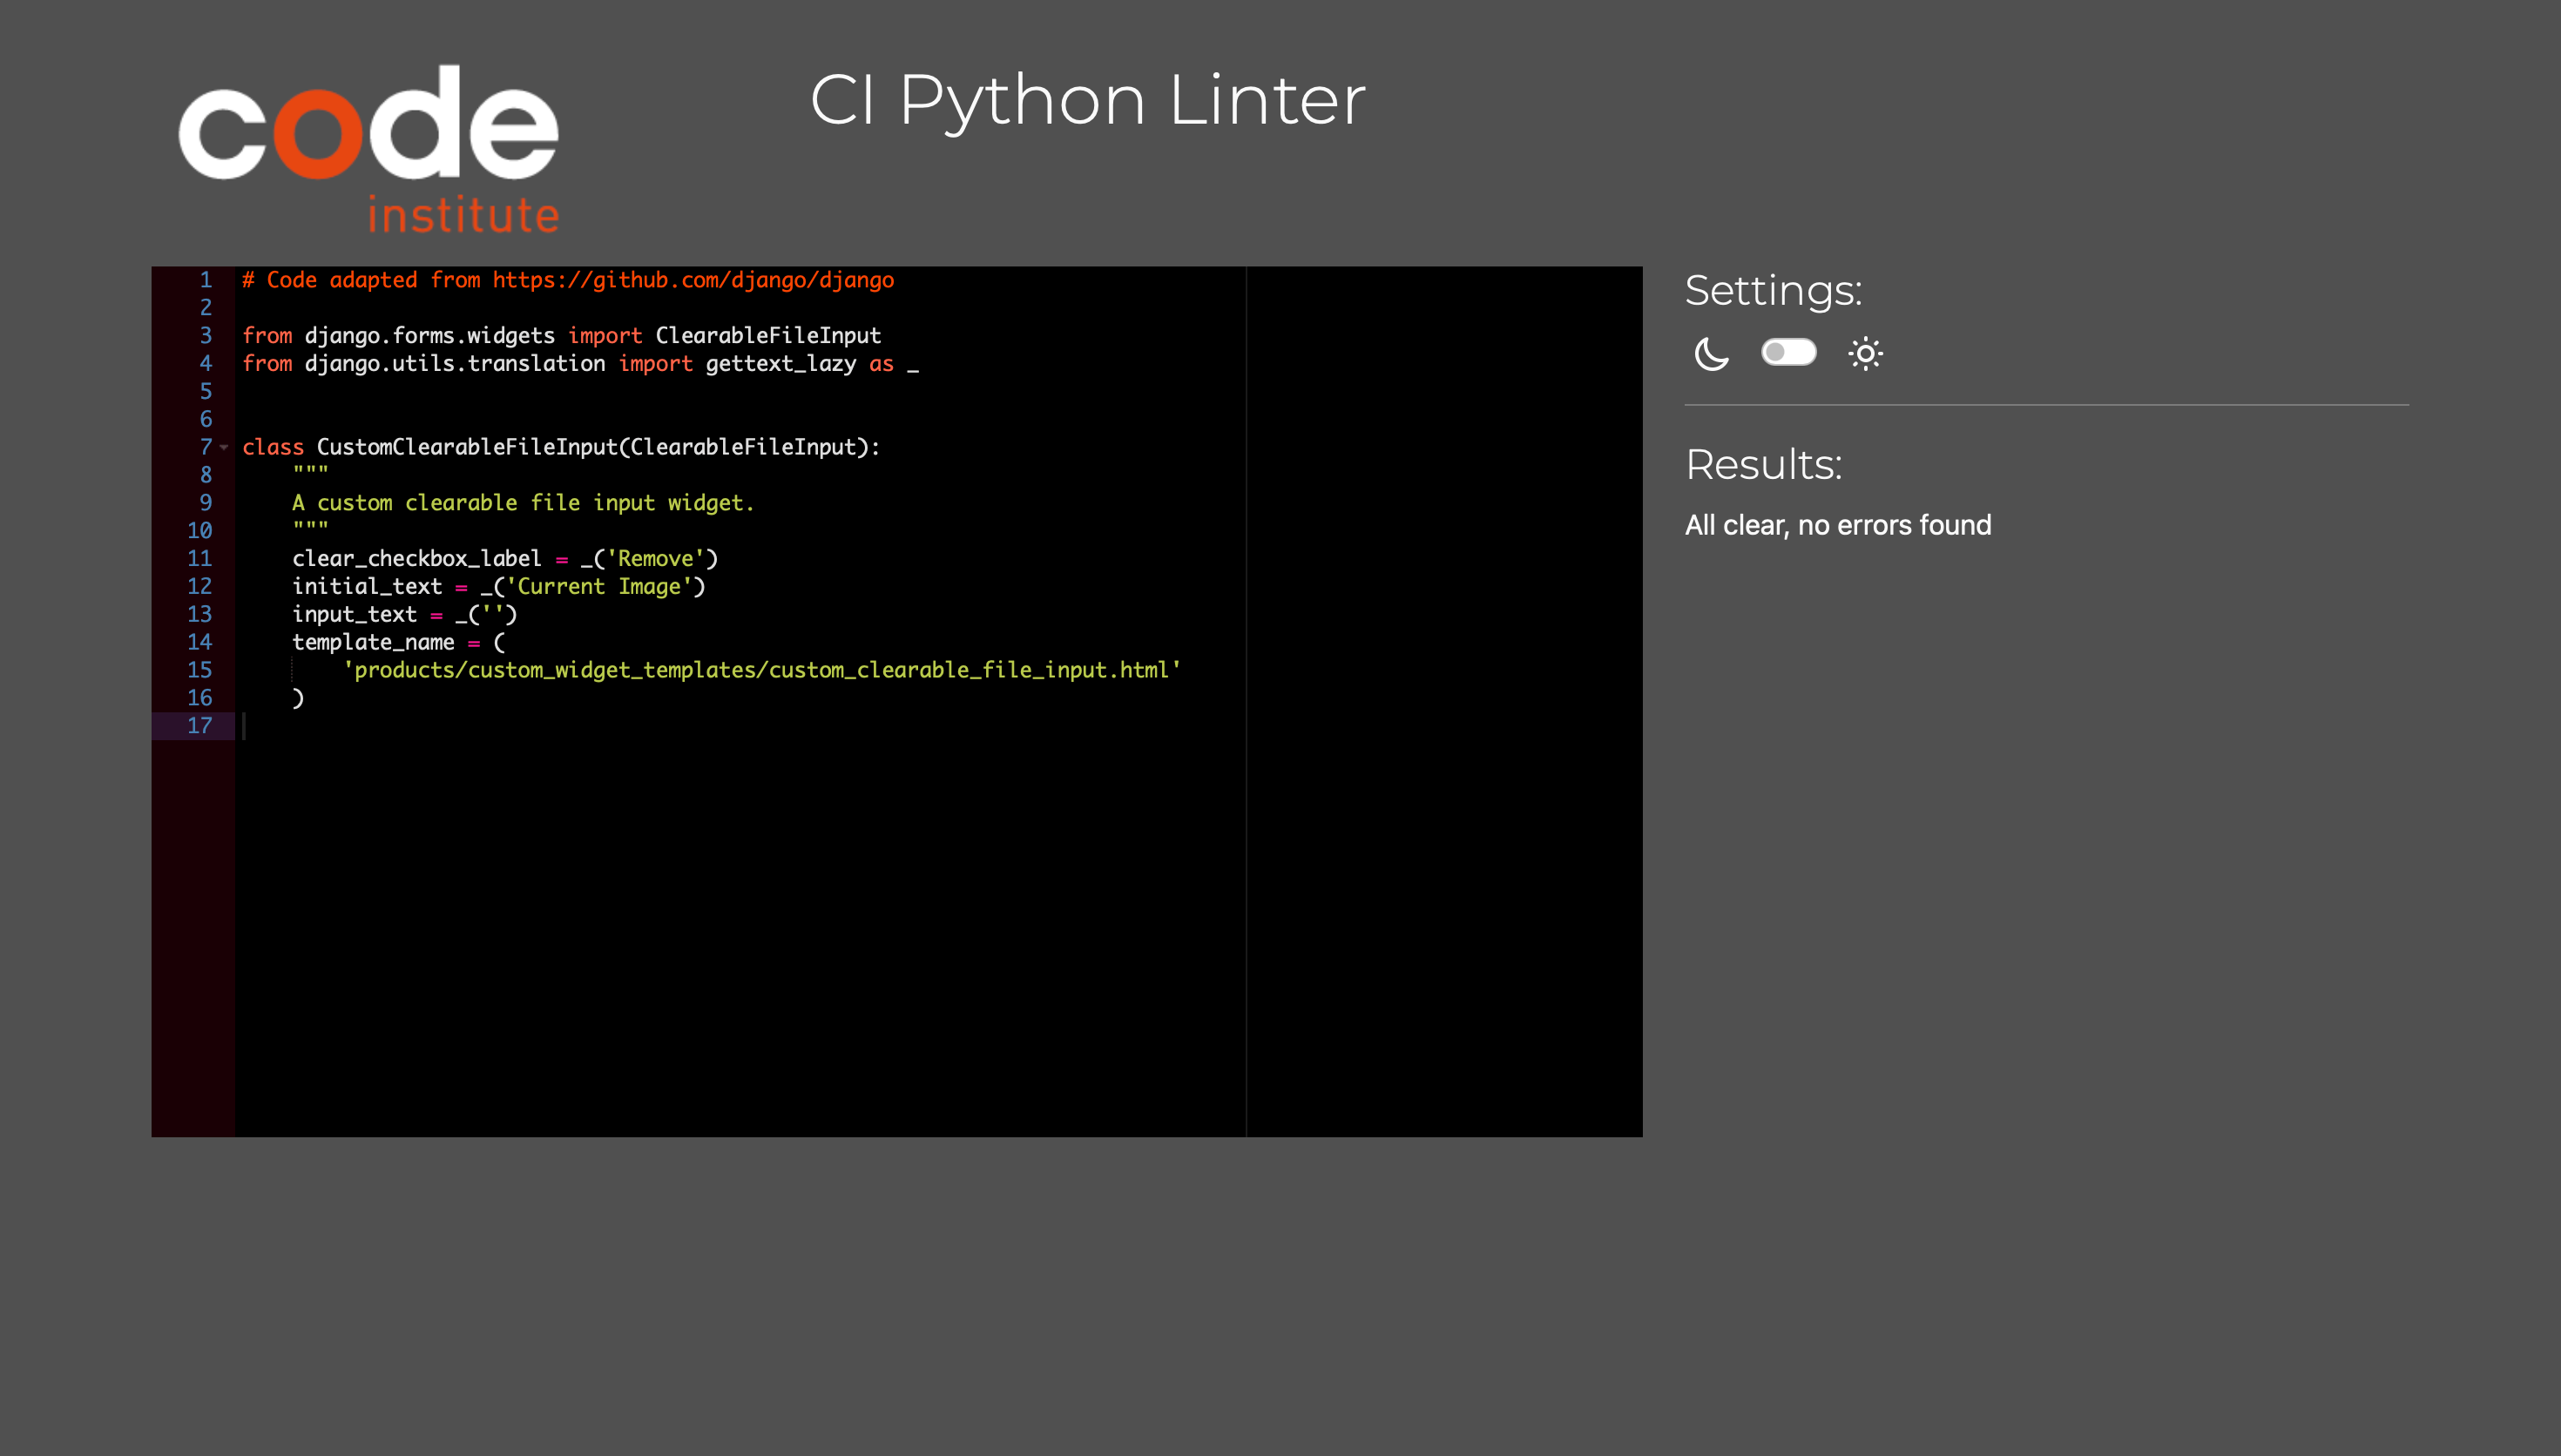 code
institute
CI Python Linter
1 # Code adapted from https://github.com/django/django
2
3 from django.forms.widgets import ClearableFileInput
4 from django.utils.translation import gettext_lazy as _
5
6
7 class CustomClearableFileInput(ClearableFileInput):
8     """
9     A custom clearable file input widget.
10     """
11     clear_checkbox_label = _('Remove')
12     initial_text = _('Current Image')
13     input_text = _('')
14     template_name = (
15         'products/custom_widget_templates/custom_clearable_file_input.html'
16     )
17
Settings:
Results:
All clear, no errors found